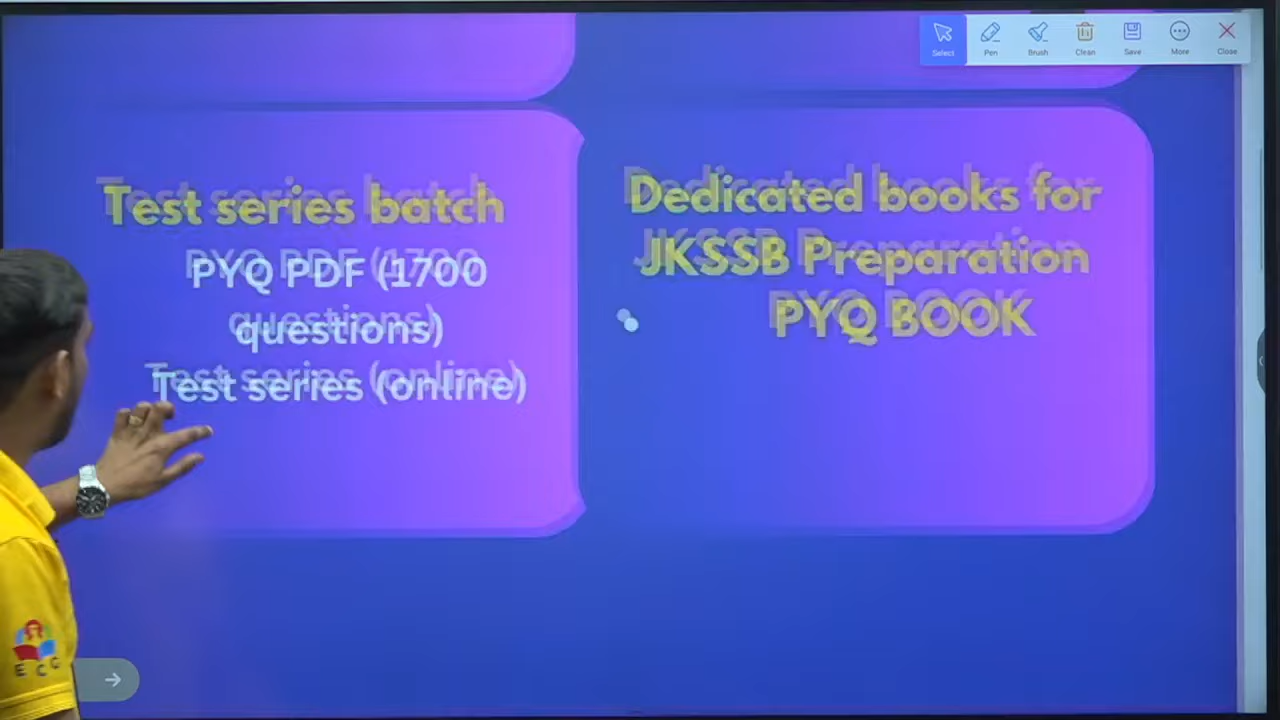 Select
Pen
Brush
Clean
Save
More
Close
Test series batch
PYQ PDF (1700
questions)
Test series (online)
Dedicated books for
JKSSB Preparation
PYQ BOOK